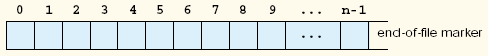 0 1 2 3 4 5 6 7 8 9 ... n-1
... end-of-file marker